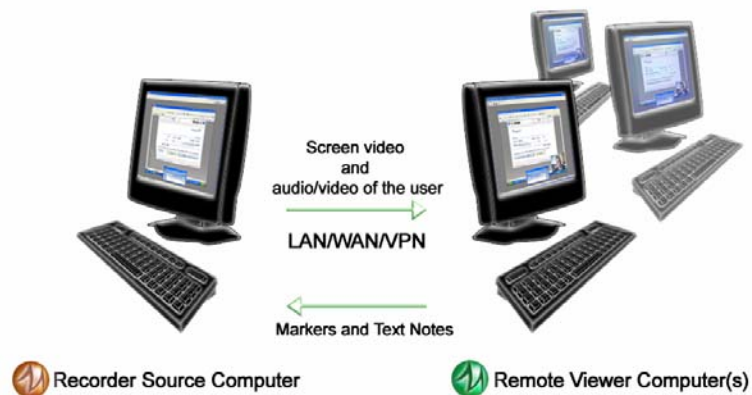 Screen video
and
audio/video of the user
LAN/WAN/VPN
Markers and Text Notes
Recorder Source Computer
Remote Viewer Computer(s)